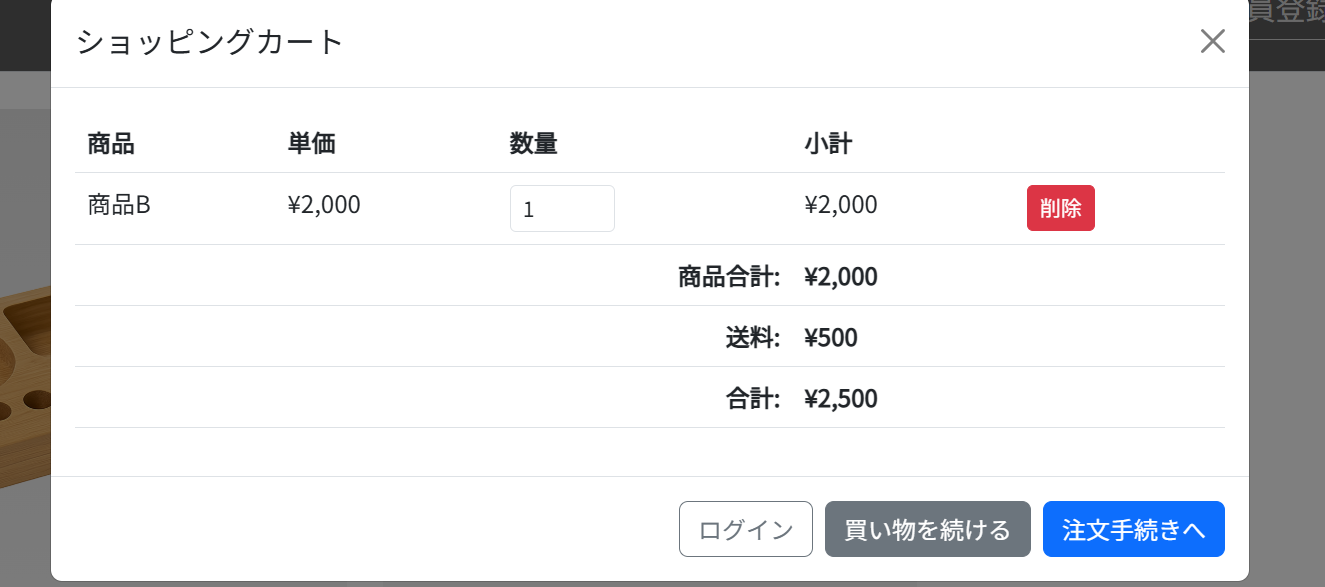 員登録
ショッピングカート
商品 単価 数量 小計
商品B ¥2,000 1 ¥2,000 削除
商品合計: ¥2,000
送料: ¥500
合計: ¥2,500
ログイン 買い物を続ける 注文手続きへ